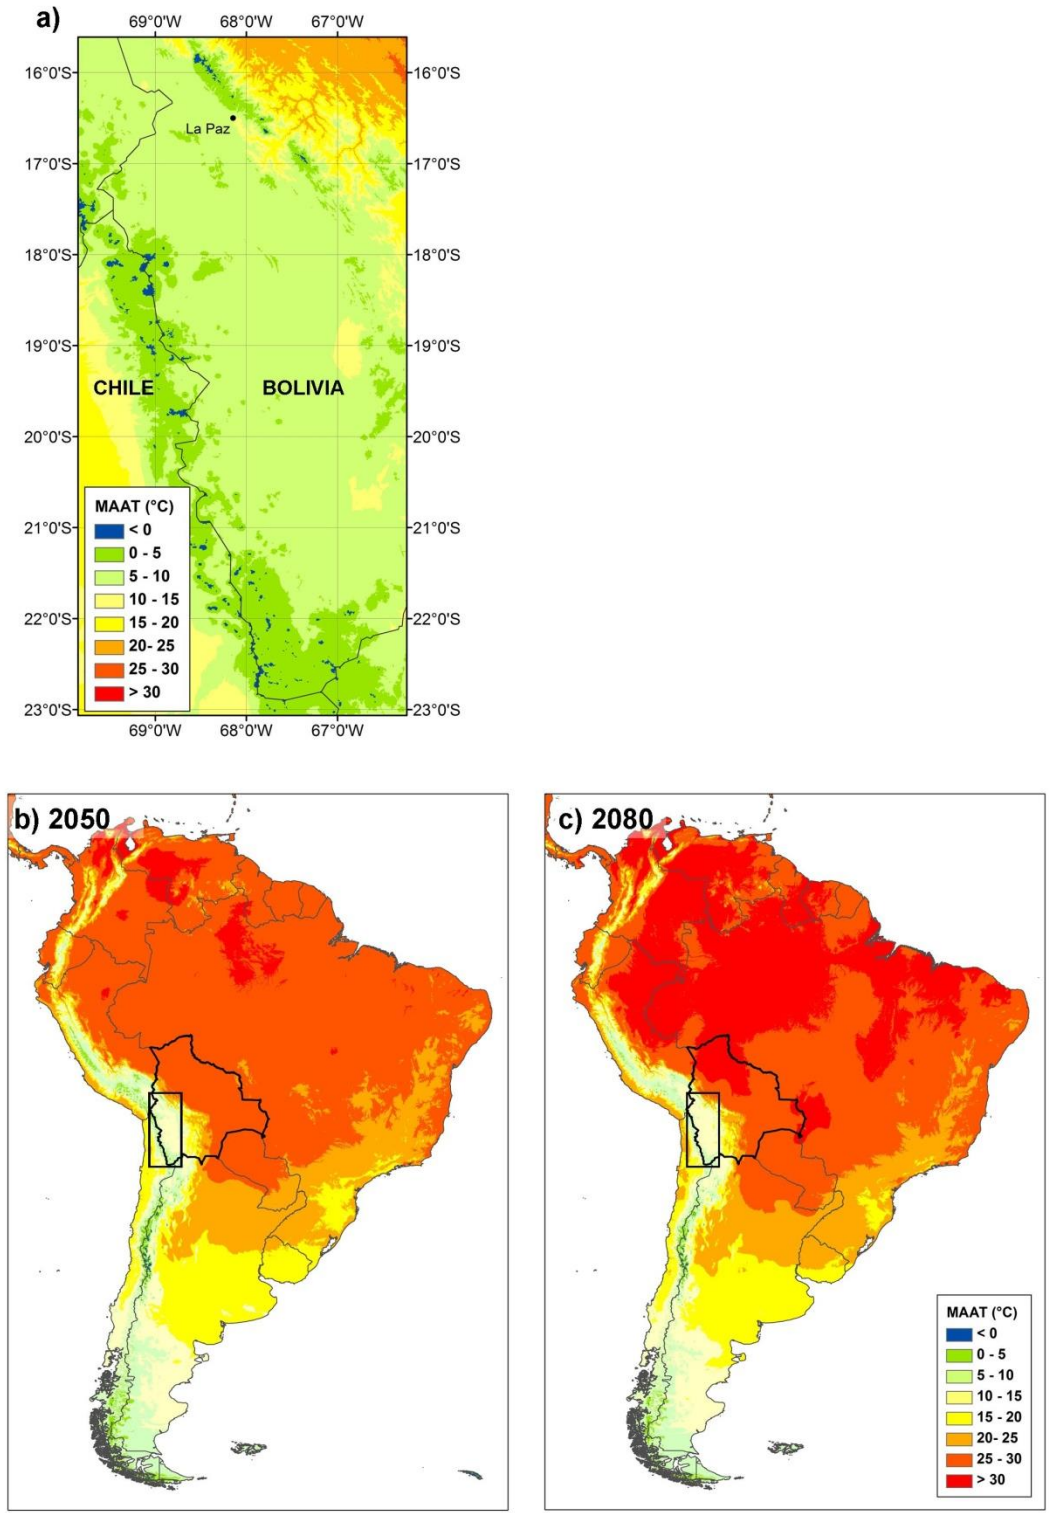 a)
69°0'W 68°0'W 67°0'W
16°0'S 16°0'S
La Paz
17°0'S 17°0'S
18°0'S 18°0'S
19°0'S 19°0'S
CHILE BOLIVIA
20°0'S 20°0'S
MAAT (°C)
< 0
0 - 5
5 - 10
10 - 15
15 - 20
20- 25
25 - 30
> 30
21°0'S 21°0'S
22°0'S 22°0'S
23°0'S 23°0'S
69°0'W 68°0'W 67°0'W
b) 2050
c) 2080
MAAT (°C)
< 0
0 - 5
5 - 10
10 - 15
15 - 20
20- 25
25 - 30
> 30